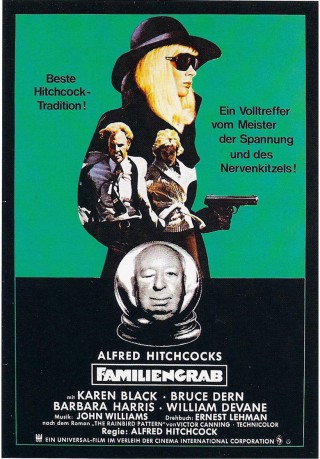 Beste
Hitchcock-
Tradition!
Ein Volltreffer
vom Meister
der Spannung
und des
Nervenkitzels!
ALFRED HITCHCOCKS
FAMILIENGRAB
mit KAREN BLACK · BRUCE DERN
BARBARA HARRIS · WILLIAM DEVANE
Musik: JOHN WILLIAMS Drehbuch: ERNEST LEHMAN
nach dem Roman „THE RAINBIRD PATTERN" von VICTOR CANNING · TECHNICOLOR
Regie: ALFRED HITCHCOCK
EIN UNIVERSAL-FILM IM VERLEIH DER CINEMA INTERNATIONAL CORPORATION